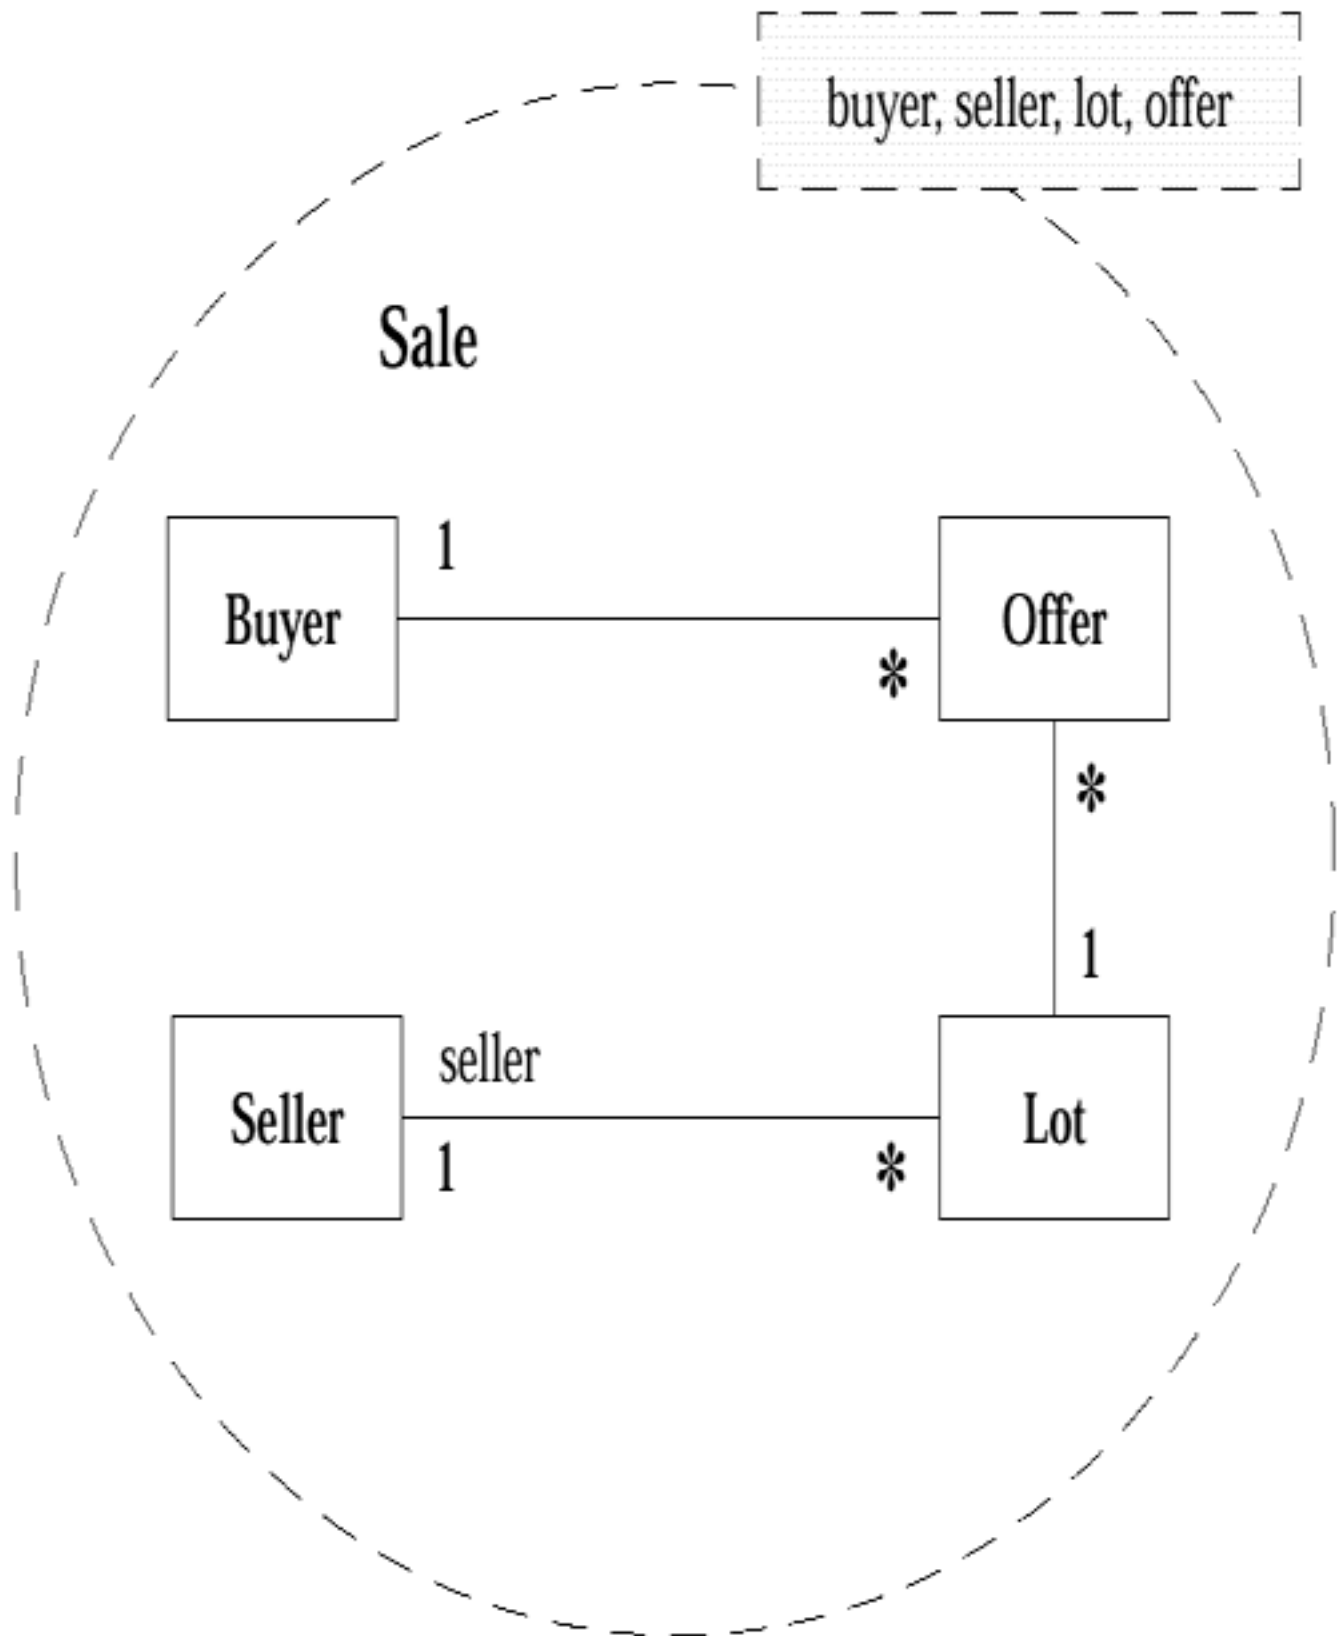 buyer, seller, lot, offer
Sale
1
Buyer
Offer
*
*
1
seller
Seller
Lot
1
*